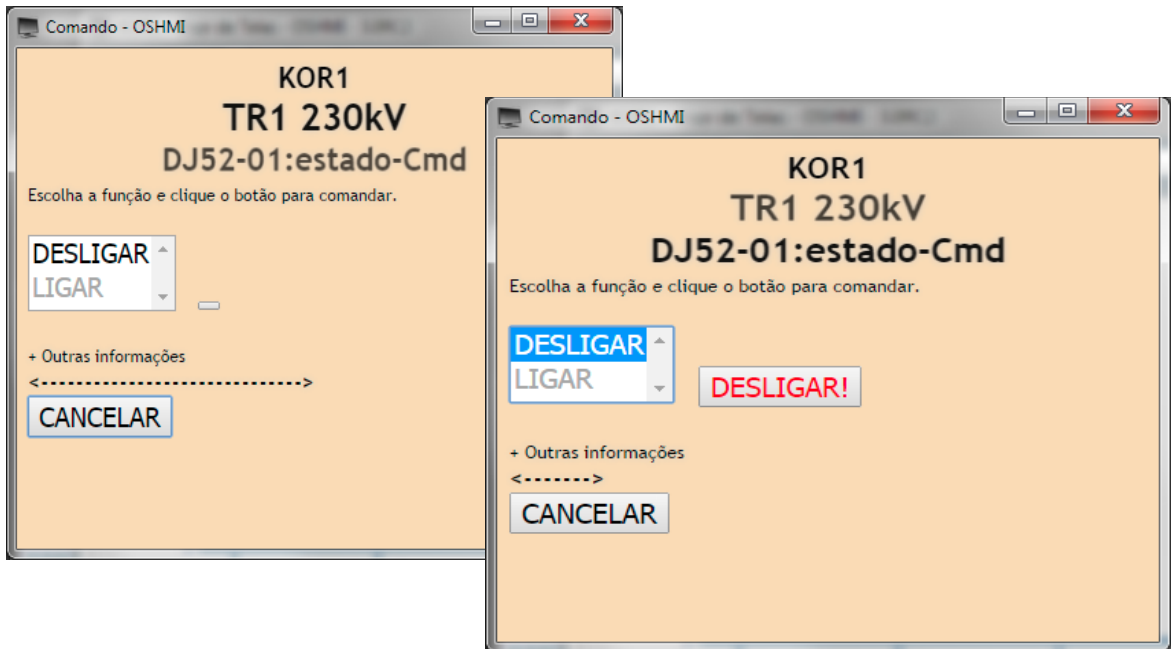 Comando - OSHMI
KOR1
TR1 230kV
DJ52-01:estado-Cmd
Escolha a função e clique o botão para comandar.
DESLIGAR
LIGAR
+ Outras informações
<------------------------------>
CANCELAR
Comando - OSHMI
KOR1
TR1 230kV
DJ52-01:estado-Cmd
Escolha a função e clique o botão para comandar.
DESLIGAR
LIGAR
DESLIGAR!
+ Outras informações
<------->
CANCELAR